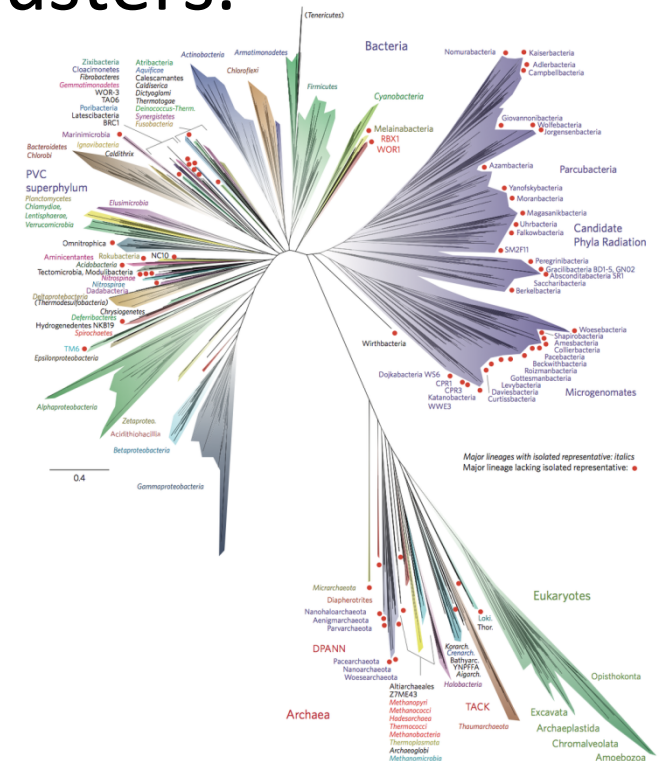 usters.
(Tenericutes)
Bacteria
Actinobacteria
Armatimonadetes
Chloroflexi
Firmicutes
Cyanobacteria
Melainabacteria
RBX1
WOR1
Zixibacteria
Cloacimonetes
Fibrobacteres
Gemmatimonadetes
WOR-3
TA06
Poribacteria
Latescibacteria
BRC1
Atribacteria
Aquificae
Calescamantes
Caldiserica
Dictyoglomi
Thermotogae
Deinococcus-Therm.
Synergistetes
Fusobacteria
Marinimicrobia
Ignavibacteria
Bacteroidetes
Chlorobi
Caldithrix
PVC
superphylum
Planctomycetes
Chlamydiae,
Lentisphaerae,
Verrucomicrobia
Elusimicrobia
Omnitrophica
Aminicentantes
Rokubacteria
NC10
Acidobacteria
Tectomicrobia, Modulibacteria
Nitrospinae
Nitrospirae
Dadabacteria
Deltaproteobacteria
(Thermodesulfobacteria)
Chrysiogenetes
Deferribacteres
Hydrogenedentes NKB19
Spirochaetes
TM6
Epsilonproteobacteria
Alphaproteobacteria
Zetaproteo.
Acidithiobacillia
Betaproteobacteria
0.4
Gammaproteobacteria
Nomurabacteria
Kaiserbacteria
Adlerbacteria
Campbellbacteria
Giovannonibacteria
Wolfebacteria
Jorgensenbacteria
Azambacteria
Parcubacteria
Yanofskybacteria
Moranbacteria
Magasanikbacteria
Uhrbacteria
Falkowbacteria
Candidate
Phyla Radiation
SM2F11
Peregrinibacteria
Gracilibacteria BD1-5, GN02
Absconditabacteria SR1
Saccharibacteria
Berkelbacteria
Wirthbacteria
Woesebacteria
Shapirobacteria
Amesbacteria
Collierbacteria
Pacebacteria
Beckwithbacteria
Roizmanbacteria
Gottesmanbacteria
Levybacteria
Daviesbacteria
Curtissbacteria
Microgenomates
Dojkabacteria WS6
CPR1
CPR3
Katanobacteria
WWE3
Major lineages with isolated representative: italics
Major lineage lacking isolated representative:
Micrarchaeota
Diapherotrites
Nanohaloarchaeota
Aenigmarchaeota
Parvarchaeota
DPANN
Pacearchaeota
Nanoarchaeota
Woesearchaeota
Archaea
Altiarchaeales
Z7ME43
Methanopyri
Methanococci
Hadesarchaea
Thermococci
Methanobacteria
Thermoplasmata
Archaeoglobi
Methanomicrobia
Halobacteria
Korarch.
Crenarch.
Bathyarc.
YNPFFA
Aigarch.
TACK
Thaumarchaeota
Loki.
Thor.
Eukaryotes
Opisthokonta
Excavata
Archaeplastida
Chromalveolata
Amoebozoa